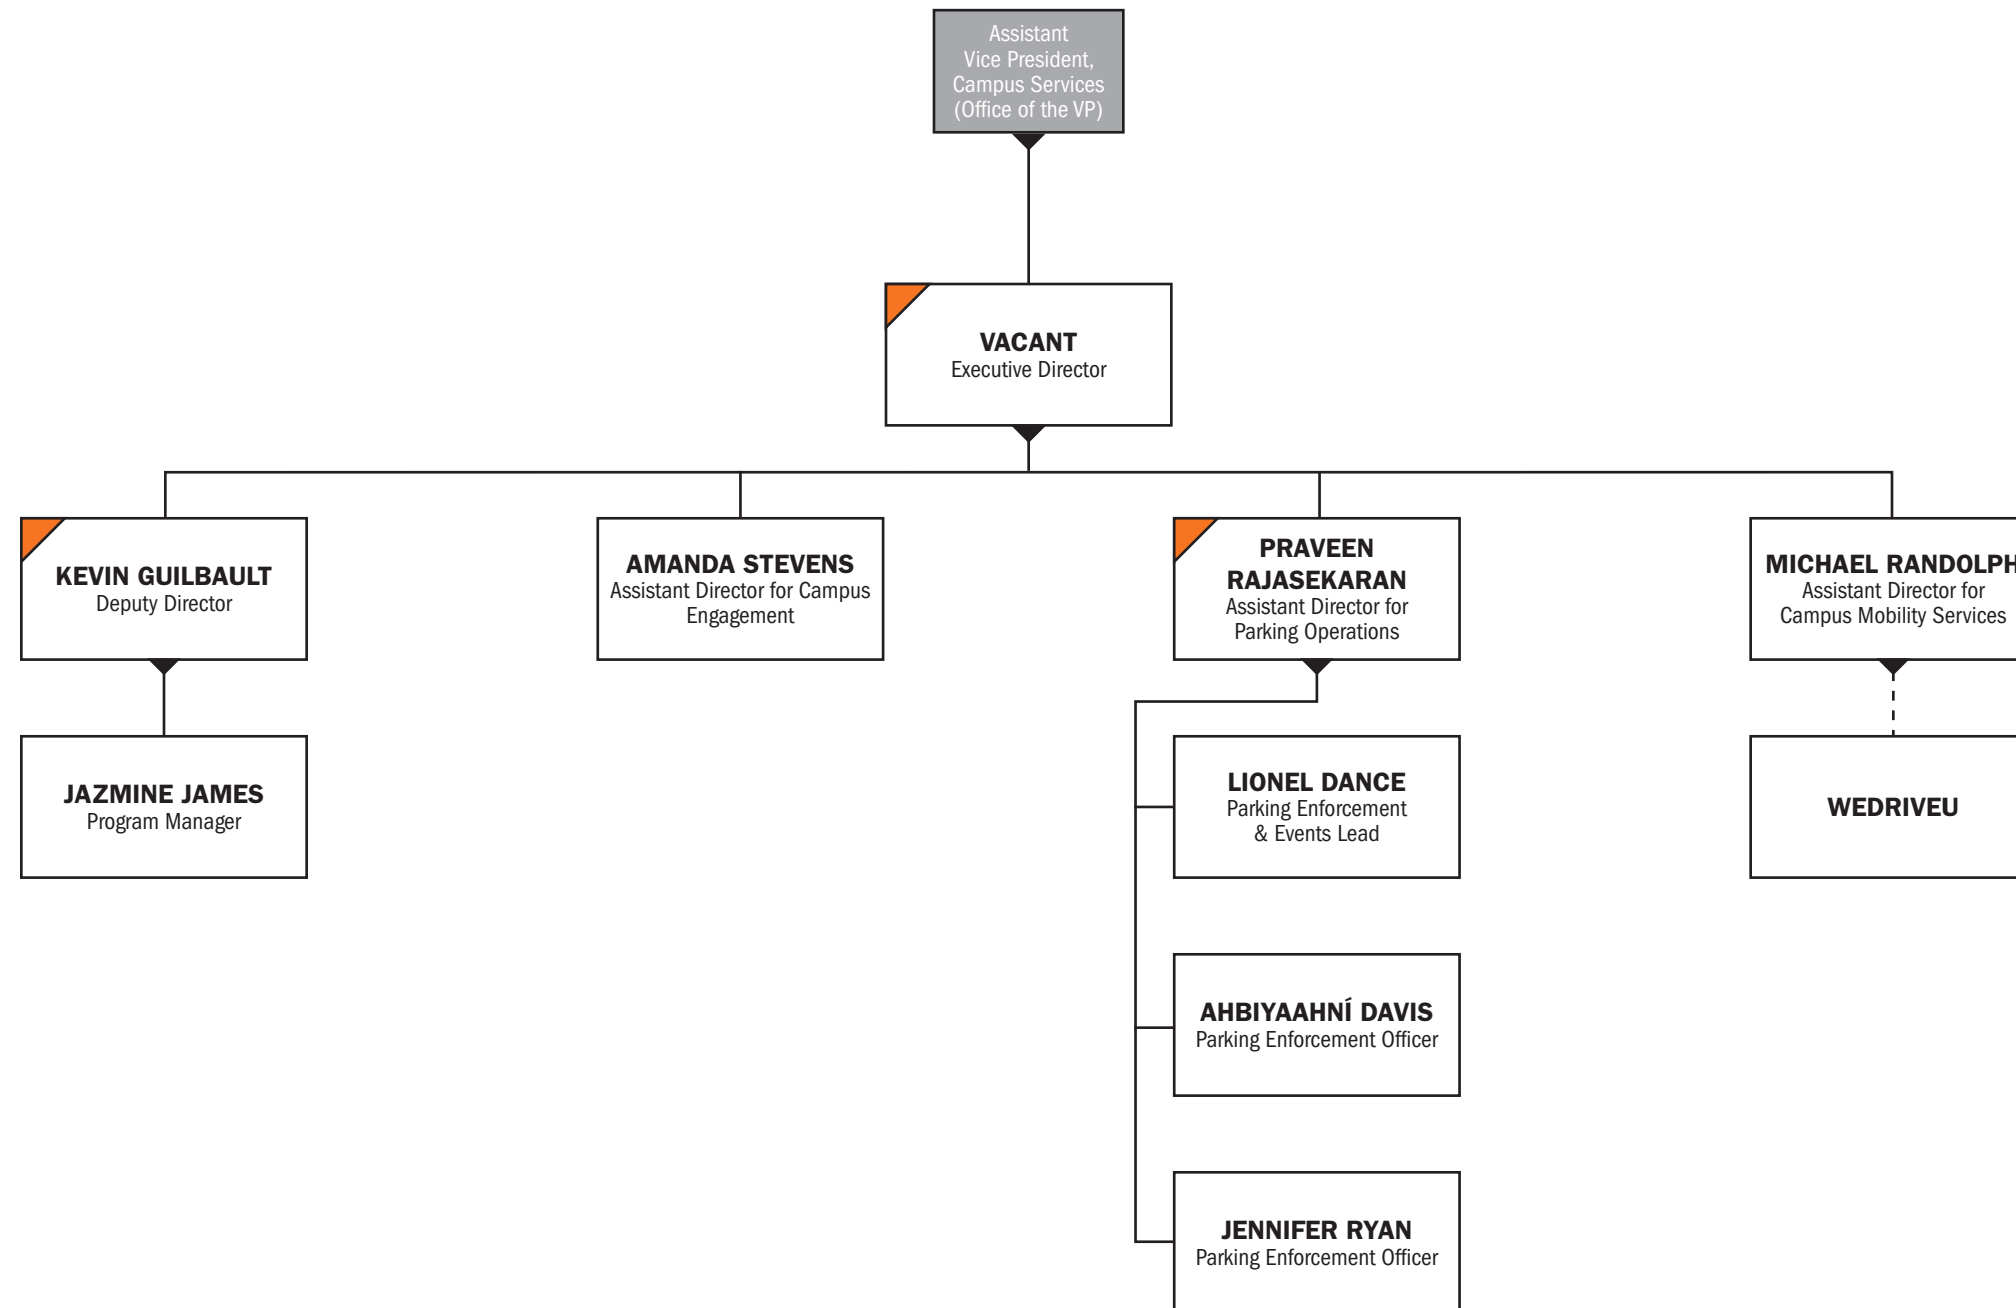 Assistant
Vice President,
Campus Services
(Office of the VP)
VACANT
Executive Director
KEVIN GUILBAULT
Deputy Director
AMANDA STEVENS
Assistant Director for Campus
Engagement
PRAVEEN
RAJASEKARAN
Assistant Director for
Parking Operations
MICHAEL RANDOLPH
Assistant Director for
Campus Mobility Services
JAZMINE JAMES
Program Manager
LIONEL DANCE
Parking Enforcement
& Events Lead
WEDRIVEU
AHBIYAAHNÍ DAVIS
Parking Enforcement Officer
JENNIFER RYAN
Parking Enforcement Officer